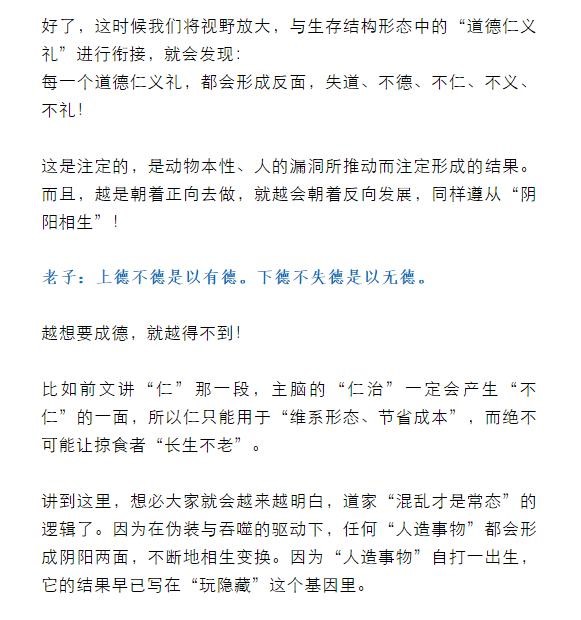 好了，这时候我们将视野放大，与生存结构形态中的“道德仁义
礼”进行衔接，就会发现：
每一个道德仁义礼，都会形成反面，失道、不德、不仁、不义、
不礼！
这是注定的，是动物本性、人的漏洞所推动而注定形成的结果。
而且，越是朝着正向去做，就越会朝着反向发展，同样遵从“阴
阳相生”！
老子：上德不德是以有德。下德不失德是以无德。
越想要成德，就越得不到！
比如前文讲“仁”那一段，主脑的“仁治”一定会产生“不
仁”的一面，所以仁只能用于“维系形态、节省成本”，而绝不
可能让掠食者“长生不老”。
讲到这里，想必大家就会越来越明白，道家“混乱才是常态”的
逻辑了。因为在伪装与吞噬的驱动下，任何“人造事物”都会形
成阴阳两面，不断地相生变换。因为“人造事物”自打一出生，
它的结果早已写在“玩隐藏”这个基因里。